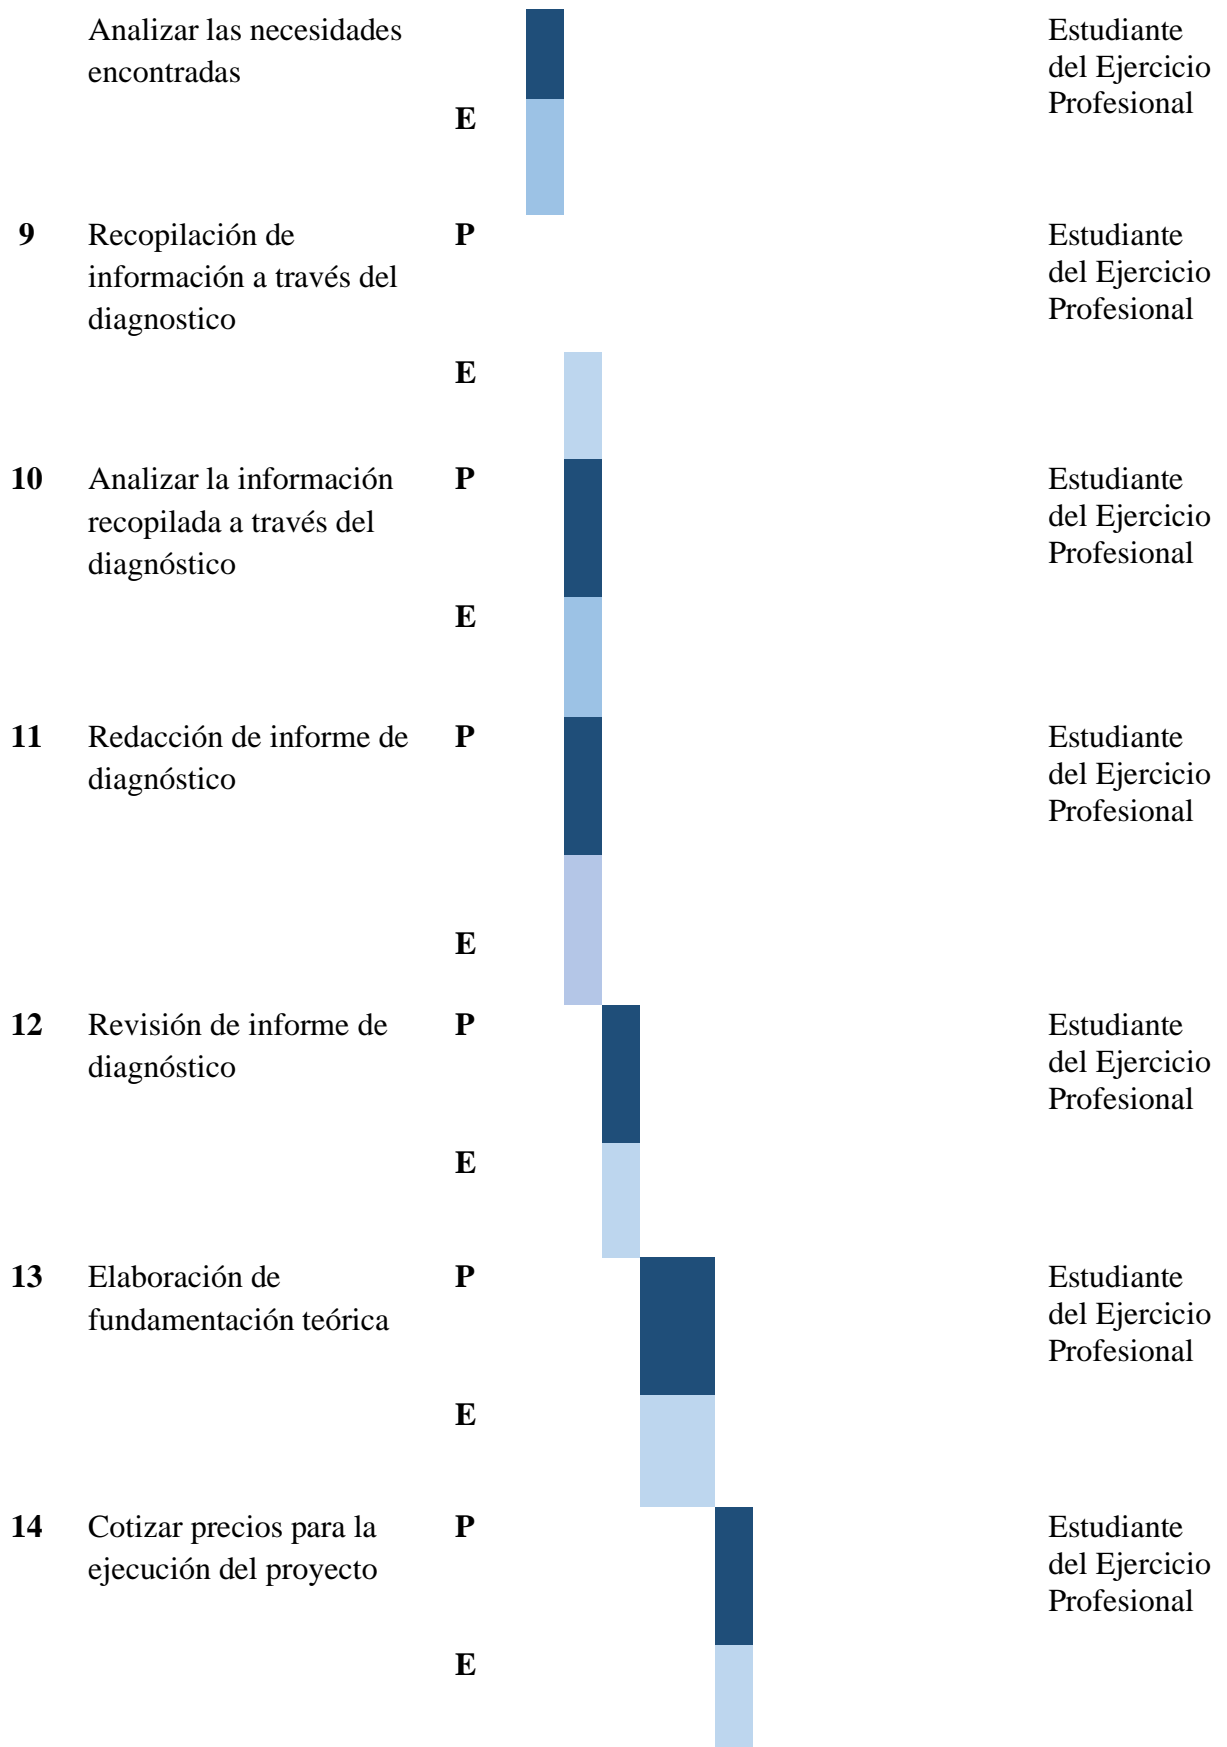 Analizar las necesidades
encontradas
Estudiante
del Ejercicio
Profesional
E
9
Recopilación de
información a través del
diagnostico
P
Estudiante
del Ejercicio
Profesional
E
10
Analizar la información
recopilada a través del
diagnóstico
P
Estudiante
del Ejercicio
Profesional
E
11
Redacción de informe de
diagnóstico
P
Estudiante
del Ejercicio
Profesional
E
12
Revisión de informe de
diagnóstico
P
Estudiante
del Ejercicio
Profesional
E
13
Elaboración de
fundamentación teórica
P
Estudiante
del Ejercicio
Profesional
E
14
Cotizar precios para la
ejecución del proyecto
P
Estudiante
del Ejercicio
Profesional
E